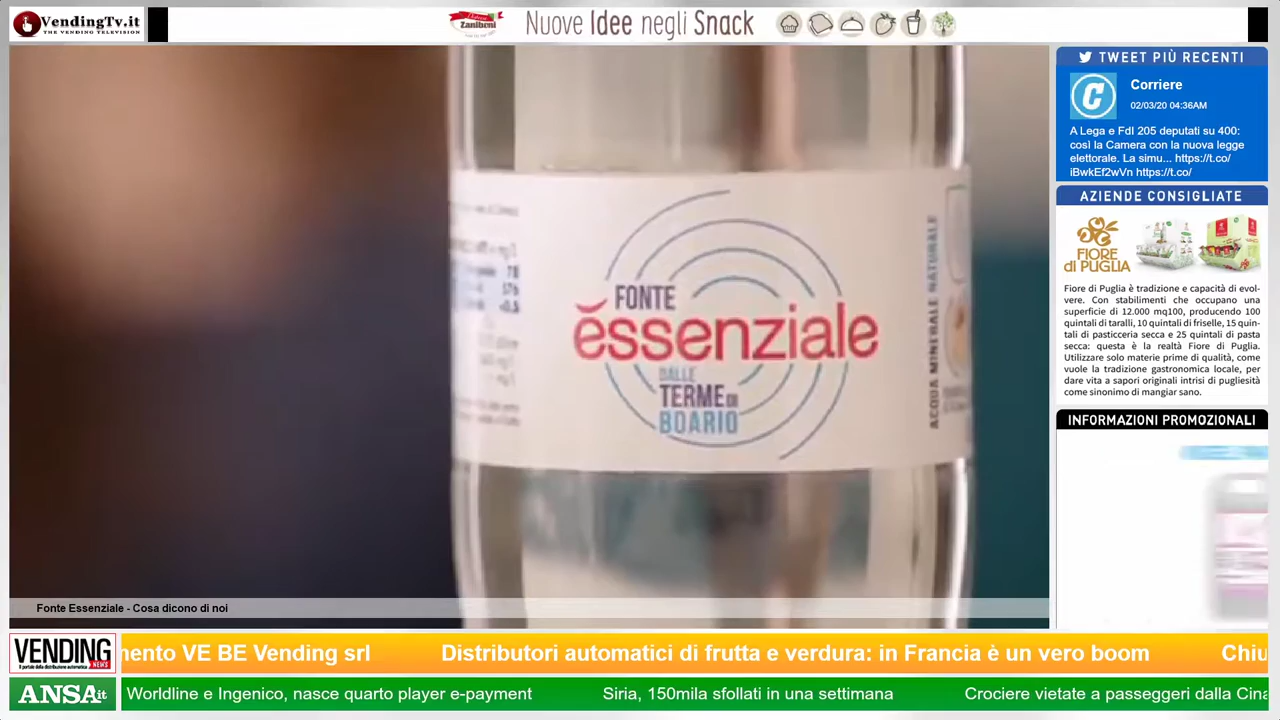 VendingTv.it
THE VENDING TELEVISION
Zaniboni
Nuove Idee negli Snack
TWEET PIÙ RECENTI
Corriere
02/03/20 04:36AM
A Lega e FdI 205 deputati su 400:
così la Camera con la nuova legge
elettorale. La simu... https://t.co/
iBwkEf2wVn https://t.co/
AZIENDE CONSIGLIATE
FIORE
di PUGLIA
Fiore di Puglia è tradizione e capacità di evol-
vere. Con stabilimenti che occupano una
superficie di 12.000 mq100, producendo 100
quintali di taralli, 10 quintali di friselle, 15 quin-
tali di pasticceria secca e 25 quintali di pasta
secca: questa è la realtà Fiore di Puglia.
Utilizzare solo materie prime di qualità, come
vuole la tradizione gastronomica locale, per
dare vita a sapori originali intrisi di pugliesità
come sinonimo di mangiar sano.
INFORMAZIONI PROMOZIONALI
FONTE
éssenziale
DALLE
TERME DI
BOARIO
ACQUA MINERALE NATURALE
Fonte Essenziale - Cosa dicono di noi
VENDING
NEWS
Il portale della distribuzione automatica
mento VE BE Vending srl Distributori automatici di frutta e verdura: in Francia è un vero boom Chiu
ANSA.it
Worldline e Ingenico, nasce quarto player e-payment Siria, 150mila sfollati in una settimana Crociere vietate a passeggeri dalla Cina